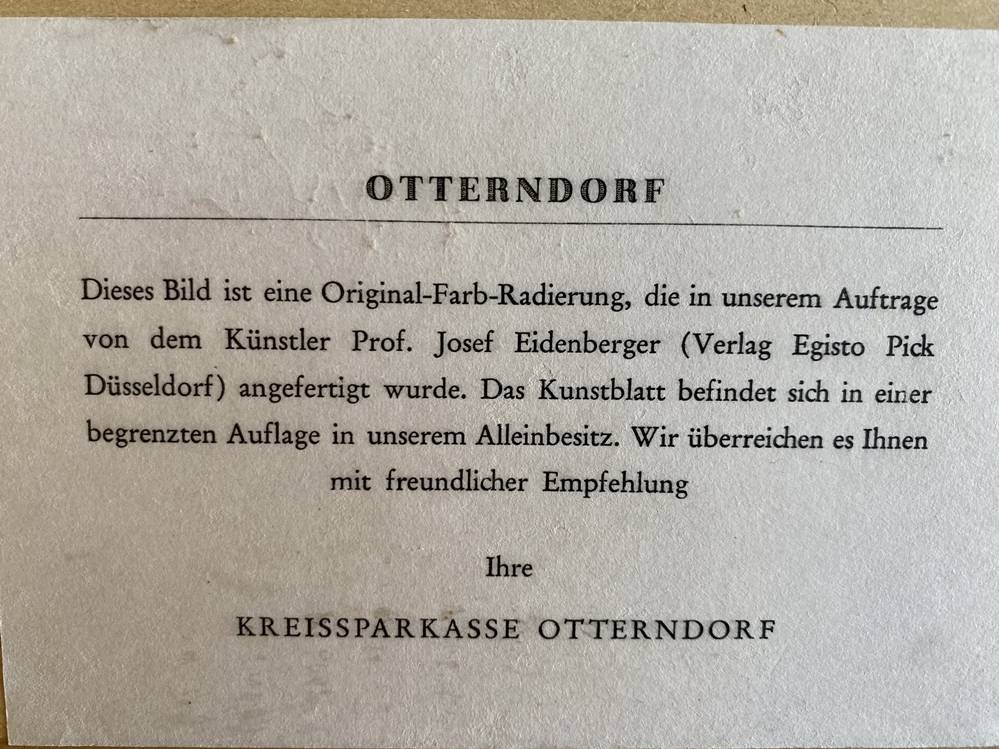 OTTERNDORF
Dieses Bild ist eine Original-Farb-Radierung, die in unserem Auftrage
von dem Künstler Prof. Josef Eidenberger (Verlag Egisto Pick
Düsseldorf) angefertigt wurde. Das Kunstblatt befindet sich in einer
begrenzten Auflage in unserem Alleinbesitz. Wir überreichen es Ihnen
mit freundlicher Empfehlung
Ihre
KREISSPARKASSE OTTERNDORF